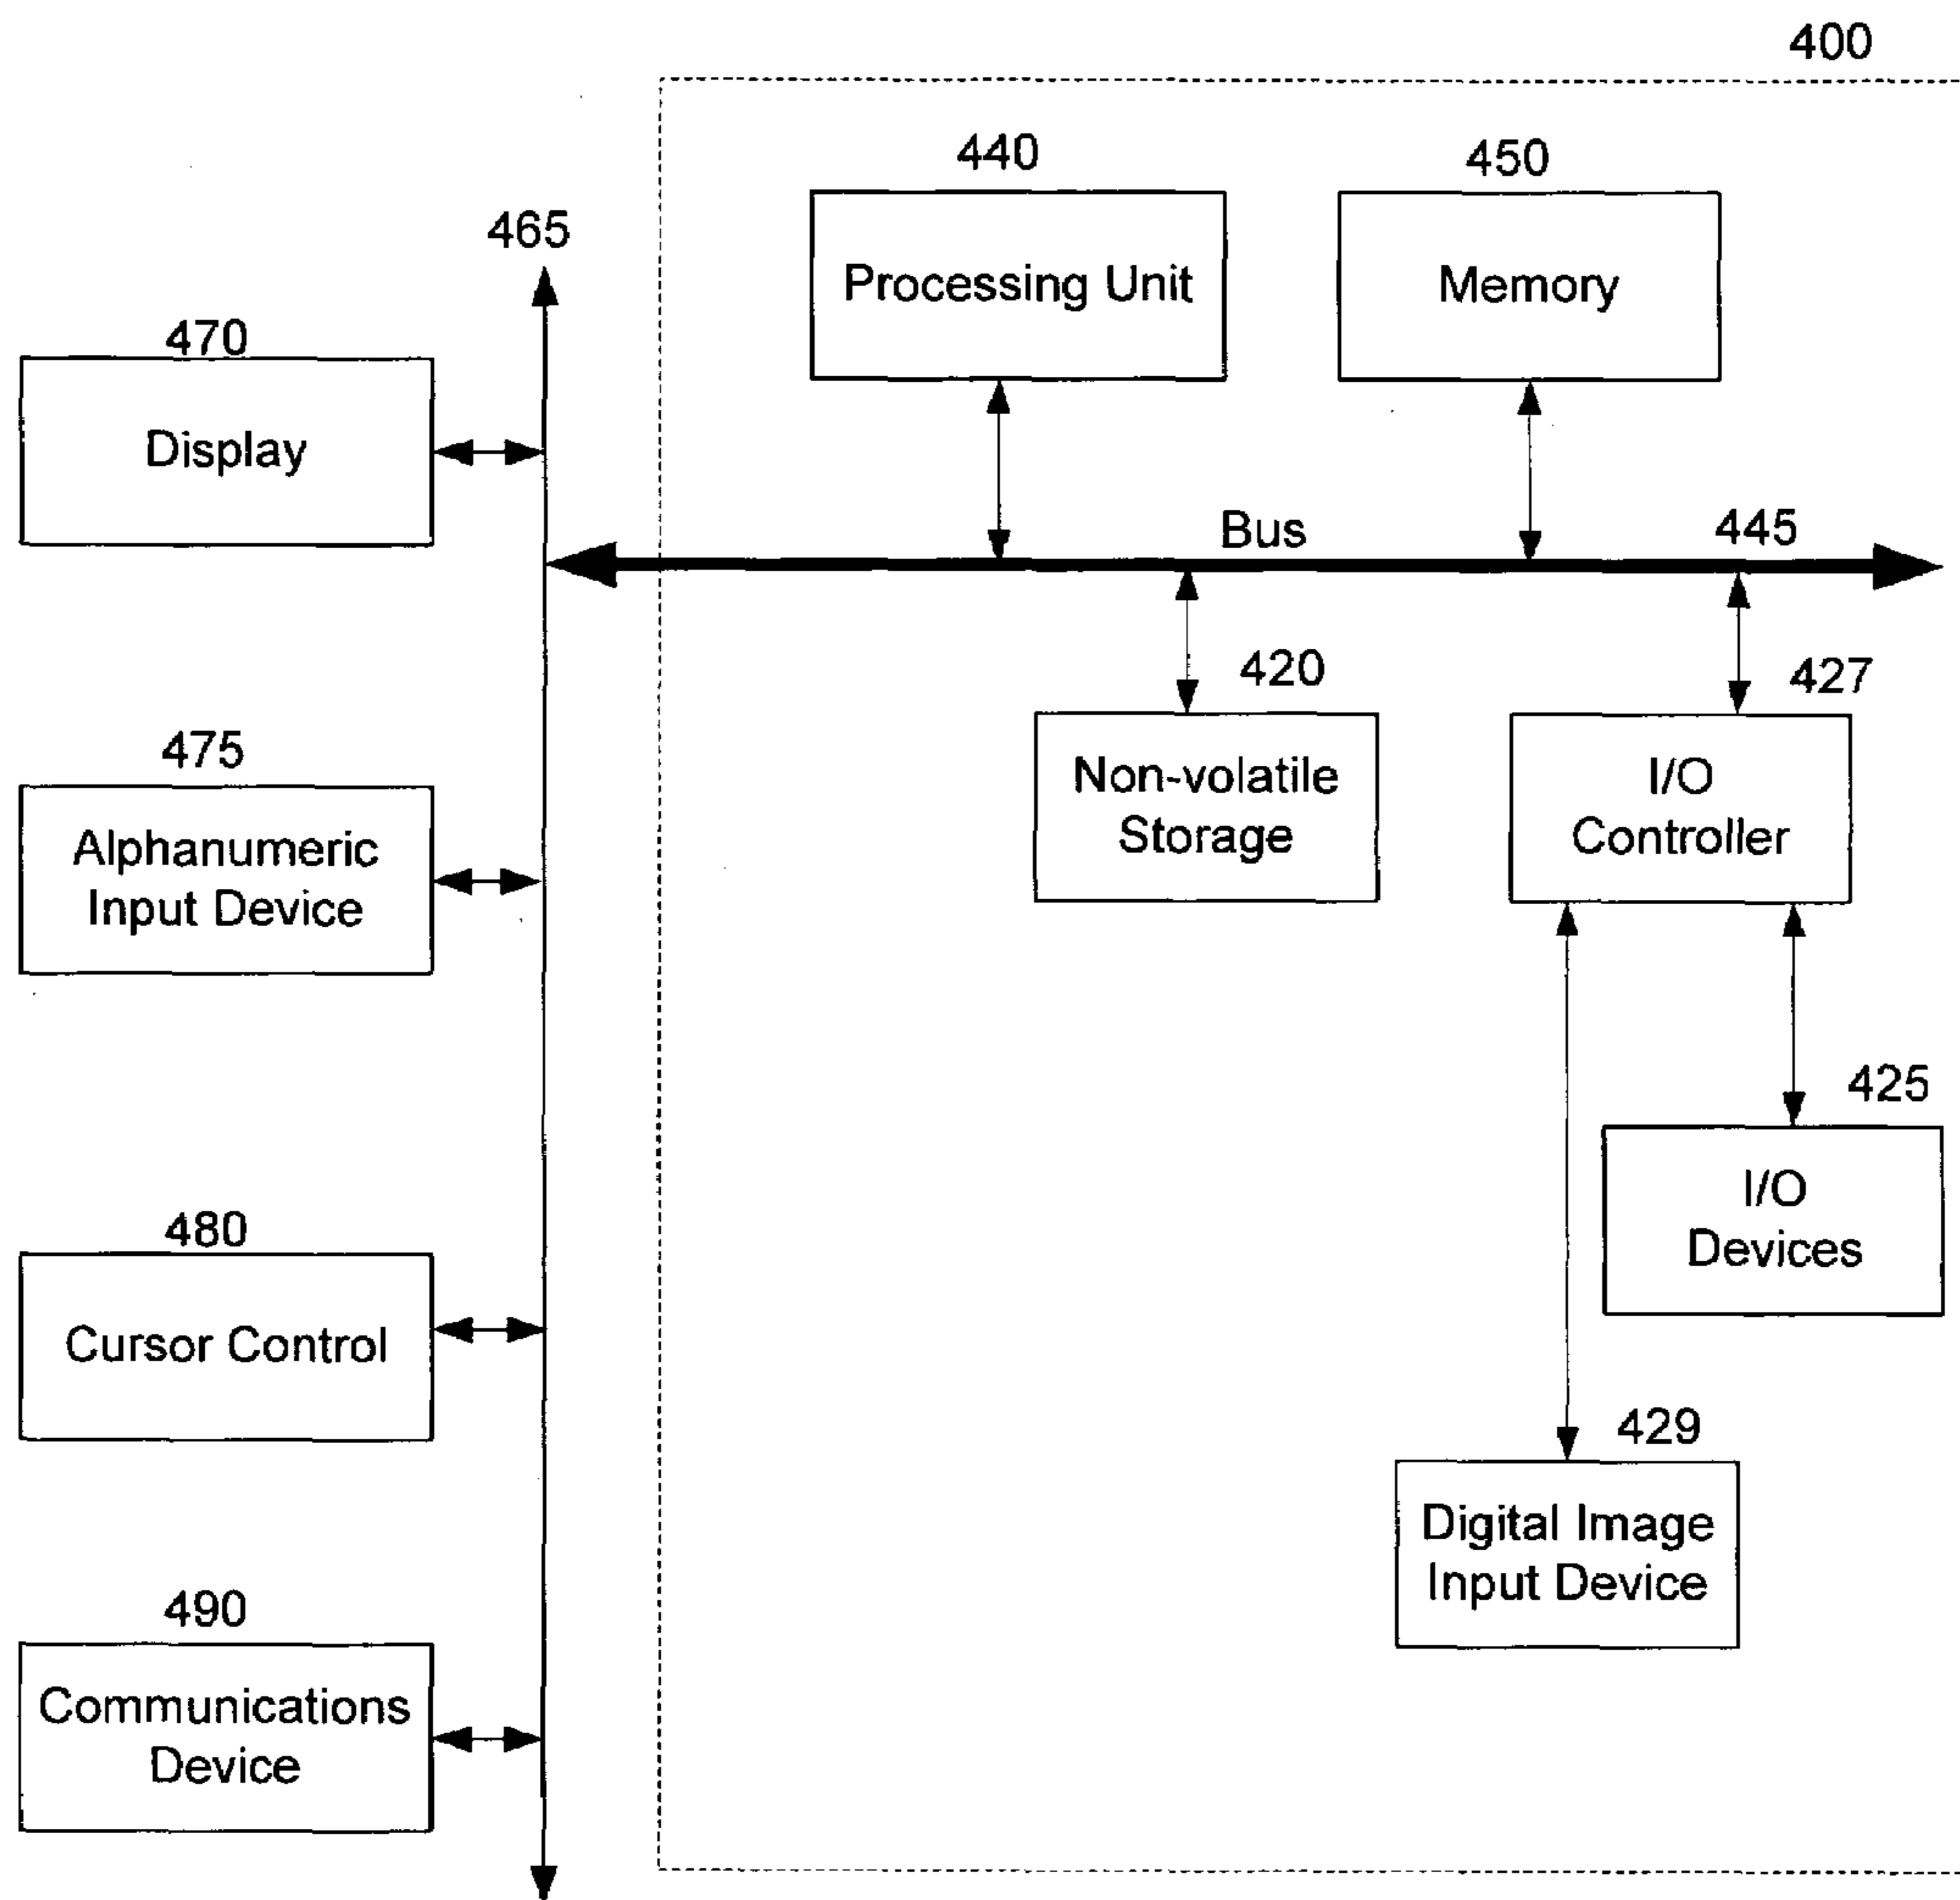 400
440
450
465
Processing Unit
Memory
470
Display
Bus
445
420
427
475
Non-volatile
Storage
I/O
Controller
Alphanumeric
Input Device
425
I/O
Devices
480
Cursor Control
429
Digital Image
Input Device
490
Communications
Device